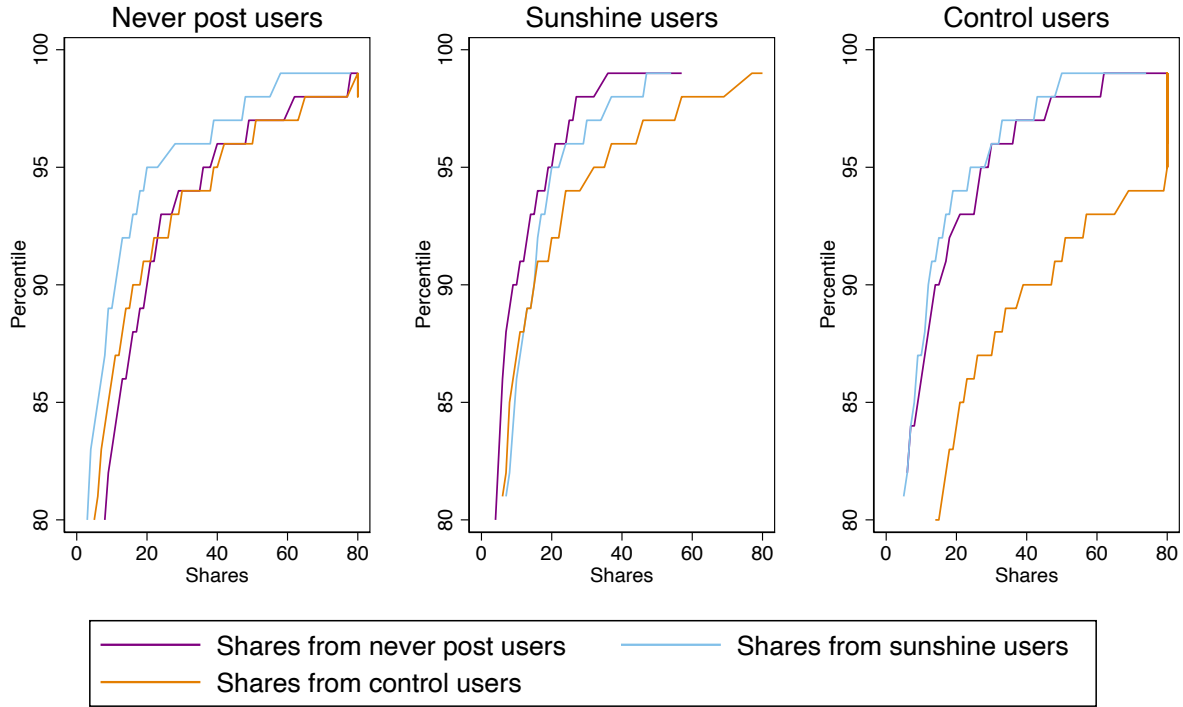 Never post users
Sunshine users
Control users
Percentile
80 85 90 95 100
0 20 40 60 80
Shares
Percentile
80 85 90 95 100
0 20 40 60 80
Shares
Percentile
80 85 90 95 100
0 20 40 60 80
Shares
Shares from never post users
Shares from sunshine users
Shares from control users